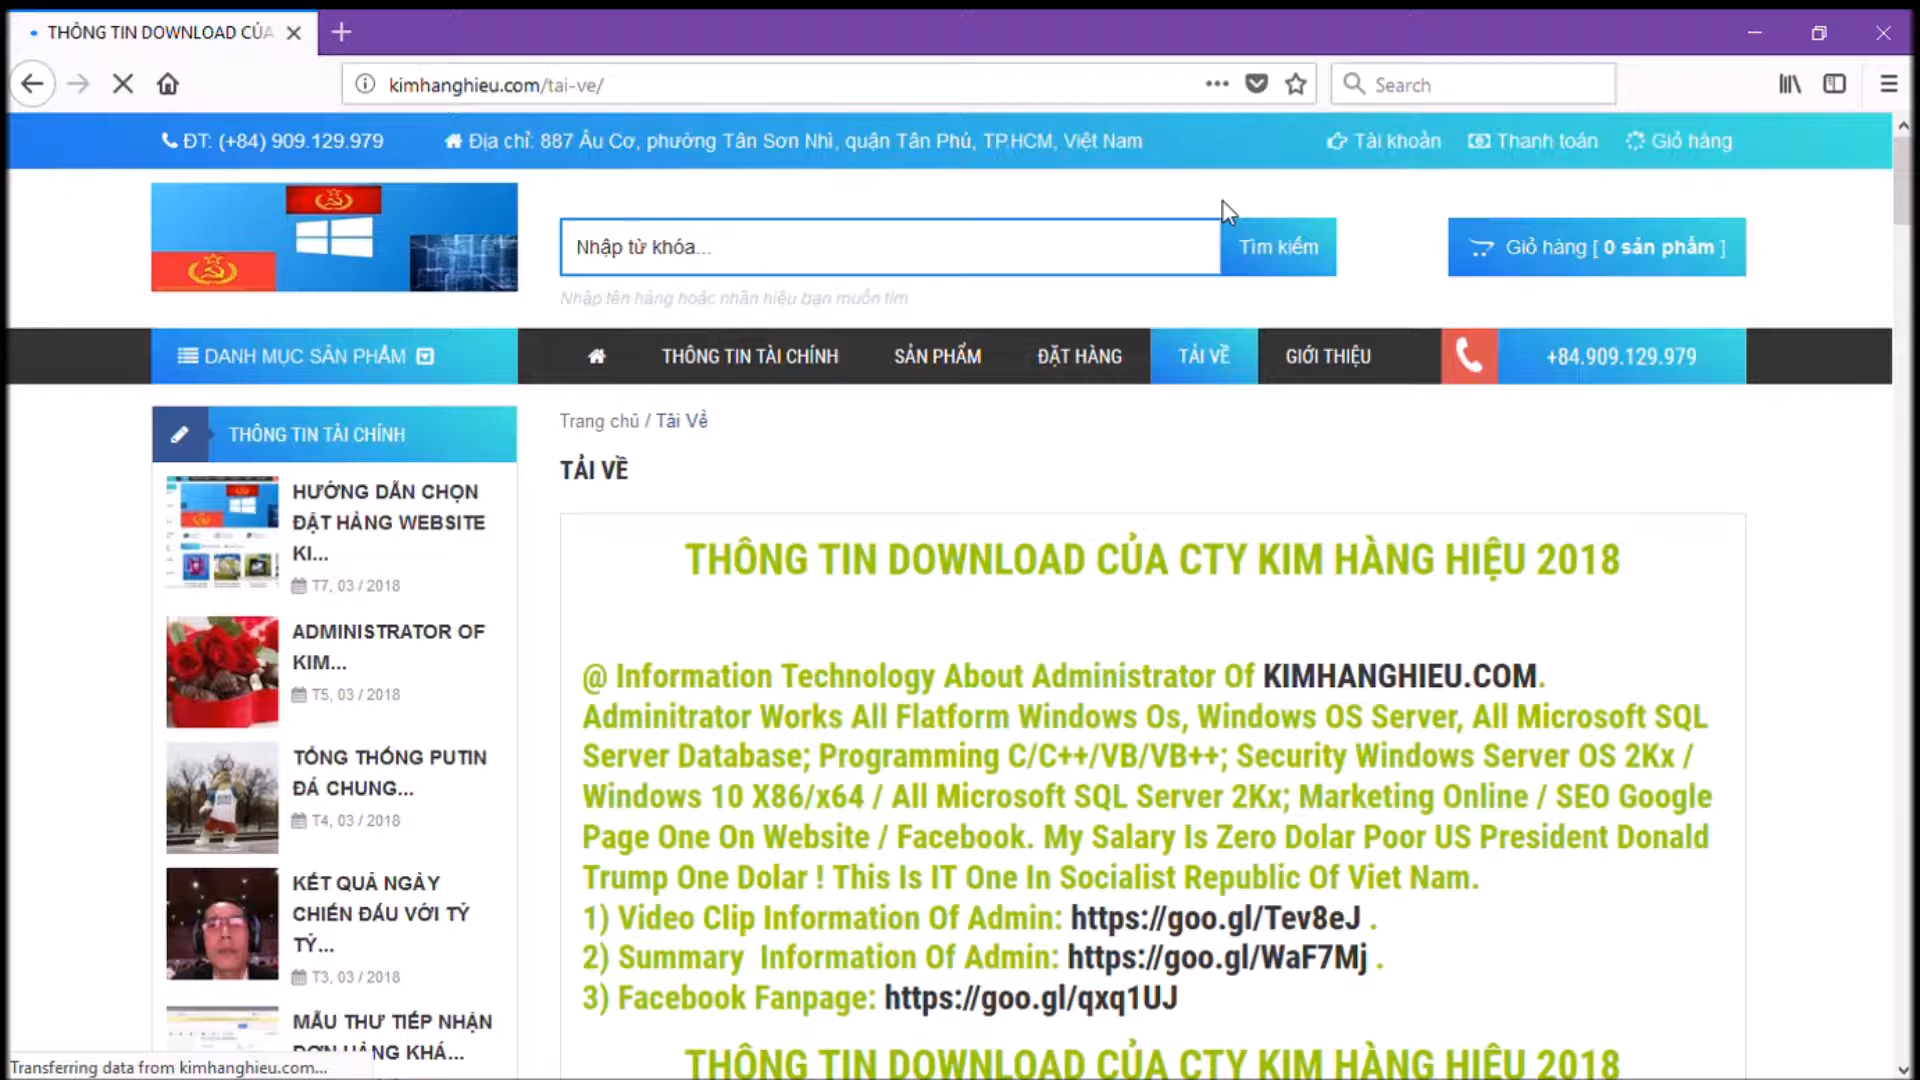 THÔNG TIN DOWNLOAD CỦA
kimhanghieu.com/tai-ve/
Search
ĐT: (+84) 909.129.979
Địa chỉ: 887 Âu Cơ, phường Tân Sơn Nhì, quận Tân Phú, TP.HCM, Việt Nam
Tài khoản
Thanh toán
Giỏ hàng
Nhập từ khóa...
Tìm kiếm
Giỏ hàng [ 0 sản phẩm ]
Nhập tên hàng hoặc nhãn hiệu bạn muốn tìm
DANH MỤC SẢN PHẨM
THÔNG TIN TÀI CHÍNH
SẢN PHẨM
ĐẶT HÀNG
TẢI VỀ
GIỚI THIỆU
+84.909.129.979
THÔNG TIN TÀI CHÍNH
HƯỚNG DẪN CHỌN
ĐẶT HÀNG WEBSITE
KI...
T7, 03 / 2018
ADMINISTRATOR OF
KIM...
T5, 03 / 2018
TỔNG THỐNG PUTIN
ĐÁ CHUNG...
T4, 03 / 2018
KẾT QUẢ NGÀY
CHIẾN ĐẤU VỚI TỶ
TỶ...
T3, 03 / 2018
MẪU THƯ TIẾP NHẬN
ĐƠN HÀNG KHÁ...
Trang chủ / Tải Về
TẢI VỀ
THÔNG TIN DOWNLOAD CỦA CTY KIM HÀNG HIỆU 2018
@ Information Technology About Administrator Of KIMHANGHIEU.COM.
Adminitrator Works All Flatform Windows Os, Windows OS Server, All Microsoft SQL
Server Database; Programming C/C++/VB/VB++; Security Windows Server OS 2Kx /
Windows 10 X86/x64 / All Microsoft SQL Server 2Kx; Marketing Online / SEO Google
Page One On Website / Facebook. My Salary Is Zero Dolar Poor US President Donald
Trump One Dolar ! This Is IT One In Socialist Republic Of Viet Nam.
1) Video Clip Information Of Admin: https://goo.gl/Tev8eJ .
2) Summary  Information Of Admin: https://goo.gl/WaF7Mj .
3) Facebook Fanpage: https://goo.gl/qxq1UJ
THÔNG TIN DOWNLOAD CỦA CTY KIM HÀNG HIỆU 2018
Transferring data from kimhanghieu.com...